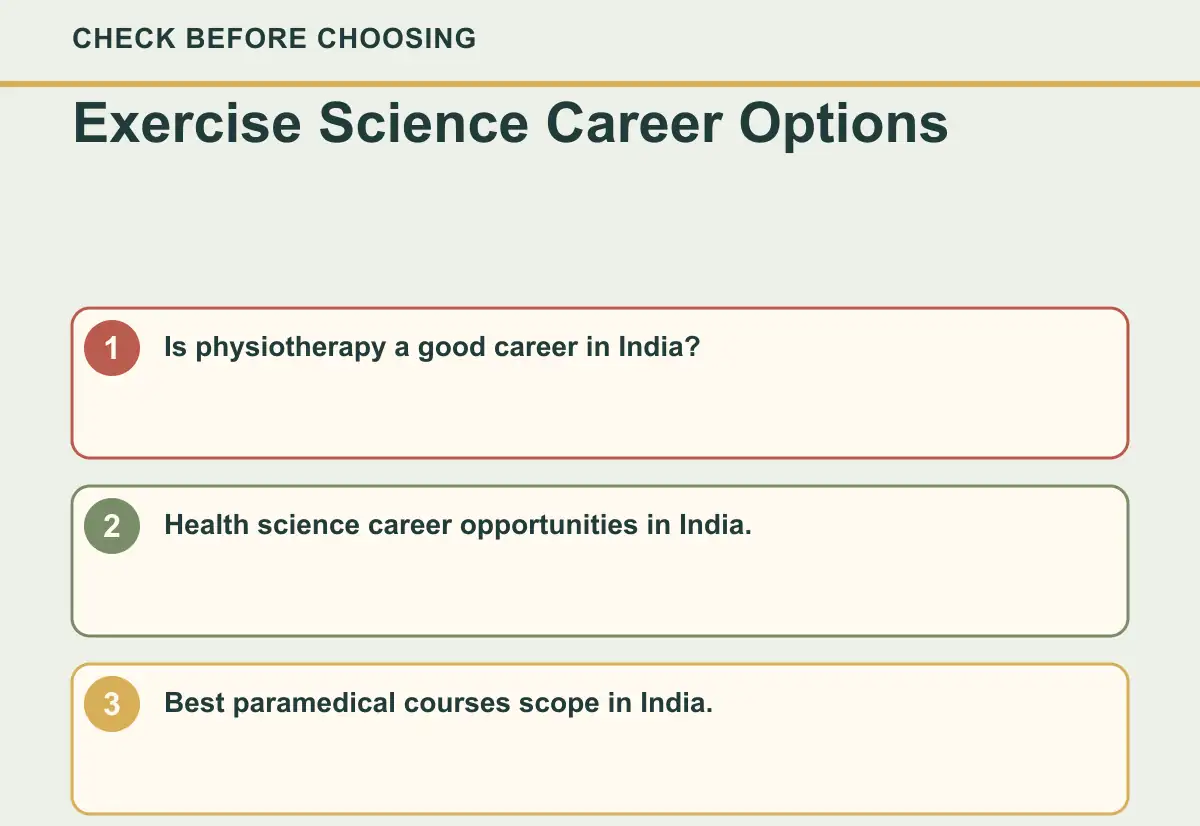 CHECK BEFORE CHOOSING
Exercise Science Career Options
1 Is physiotherapy a good career in India?
2 Health science career opportunities in India.
3 Best paramedical courses scope in India.